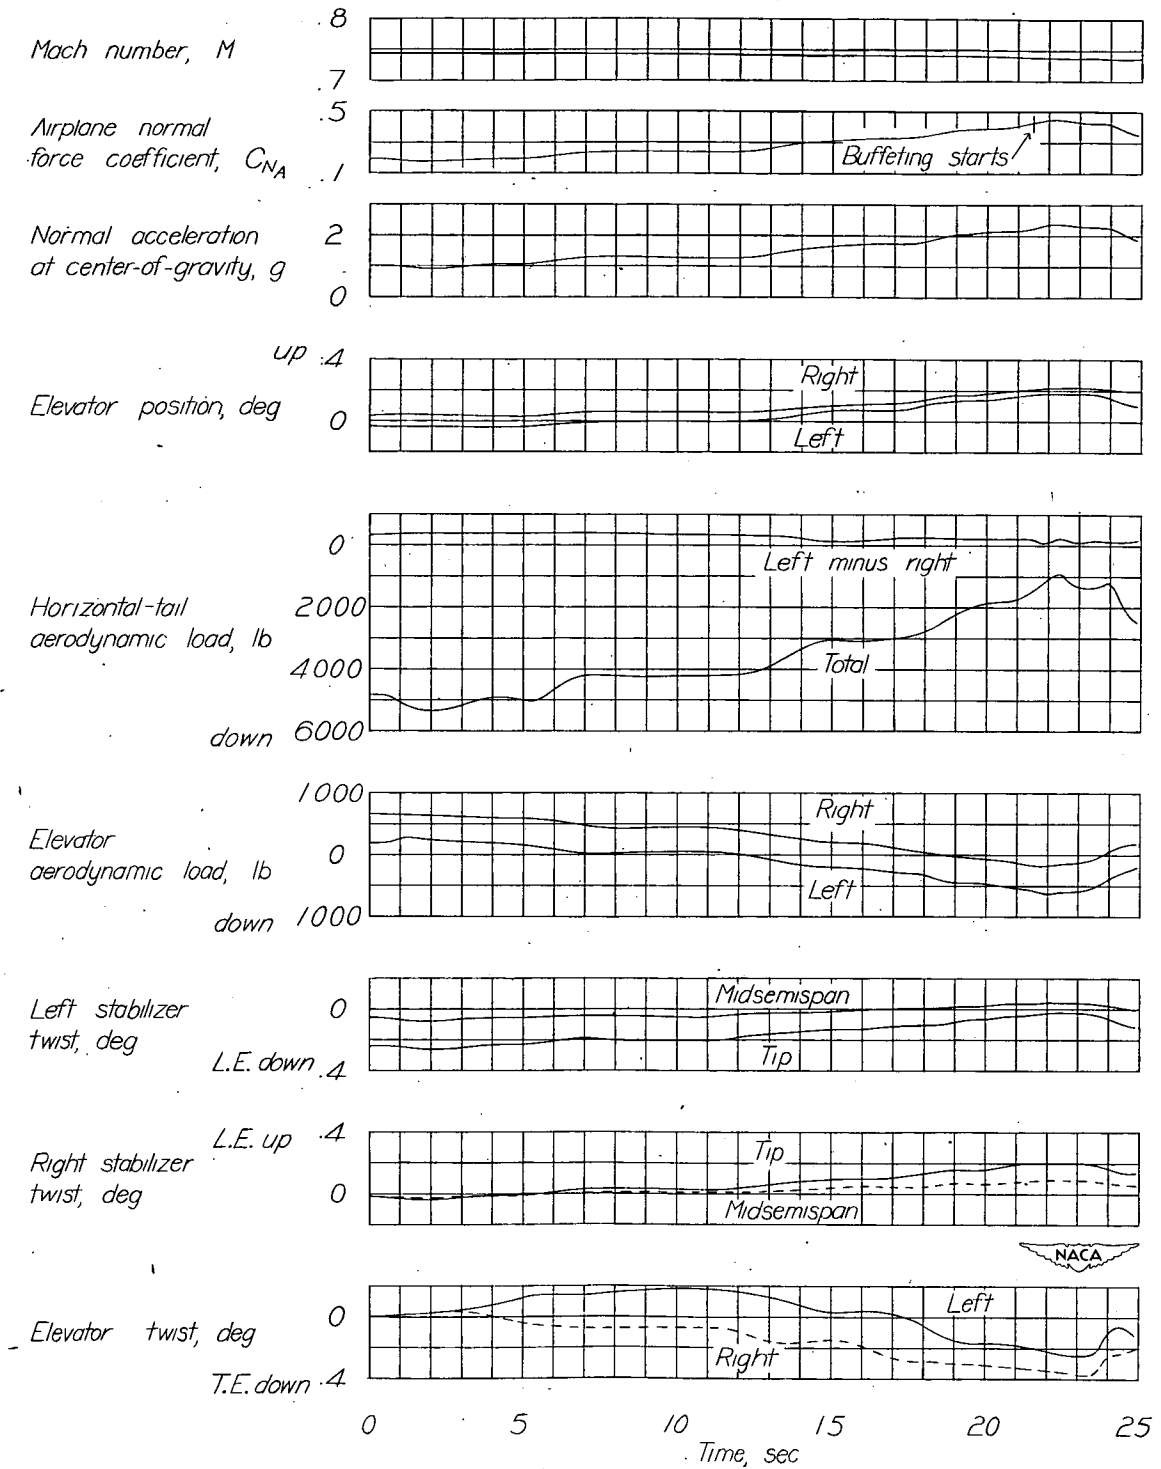 .8
Mach number, M
.7
.5
Airplane normal
force coefficient, CNA
.1
Buffeting starts
Normal acceleration
at center-of-gravity, g
2
0
up .4
Right
Elevator position, deg
0
Left
0
Left minus right
Horizontal-tail
aerodynamic load, lb
2000
4000
Total
down 6000
1000
Right
Elevator
aerodynamic load, lb
0
Left
down 1000
Left stabilizer
twist, deg
0
Midsemispan
L.E. down .4
Tip
L.E. up .4
Tip
Right stabilizer
twist, deg
0
Midsemispan
NACA
0
Left
Elevator twist, deg
Right
T.E. down .4
0 5 10 15 20 25
Time, sec